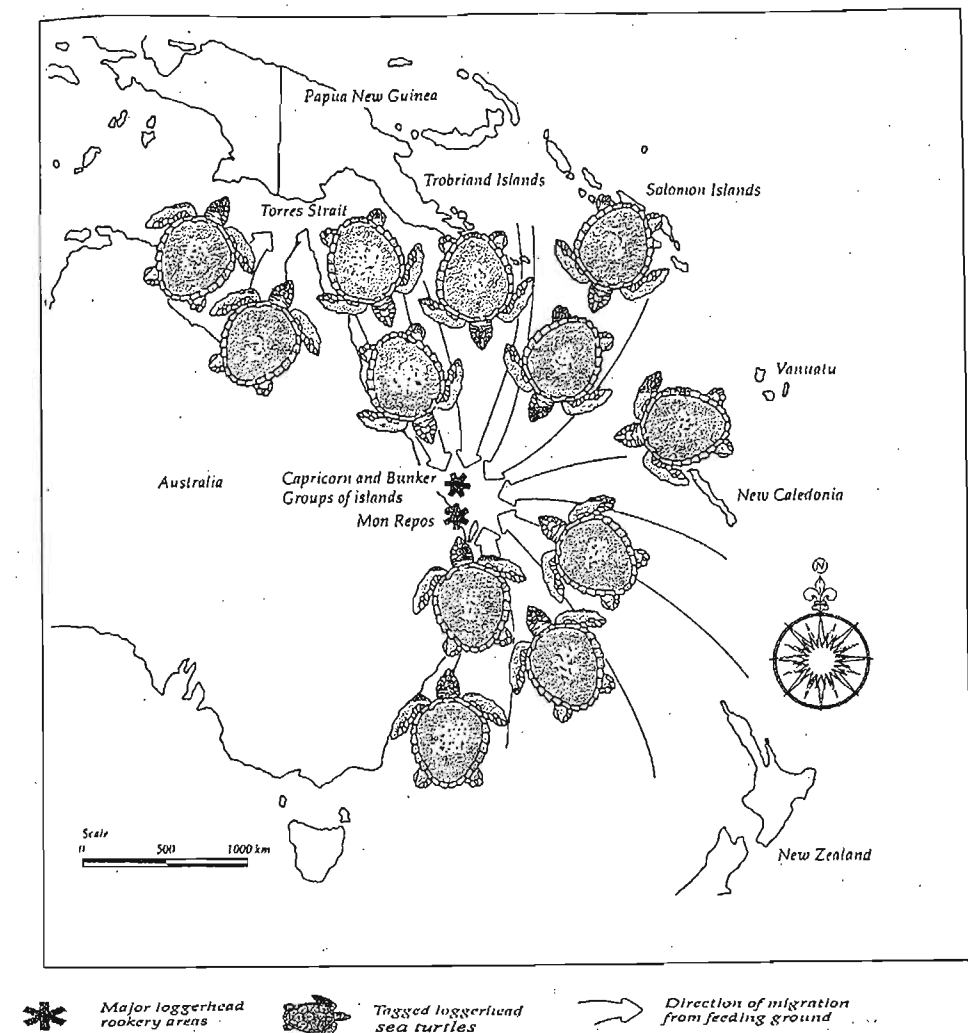 Papua New Guinea
Trobriand Islands
Solomon Islands
Torres Strait
Vanuatu
Australia
Capricorn and Bunker
Groups of islands
Mon Repos
New Caledonia
N
Scale
0 500 1000 km
New Zealand
Major loggerhead
rookery areas
Tagged loggerhead
sea turtles
Direction of migration
from feeding ground